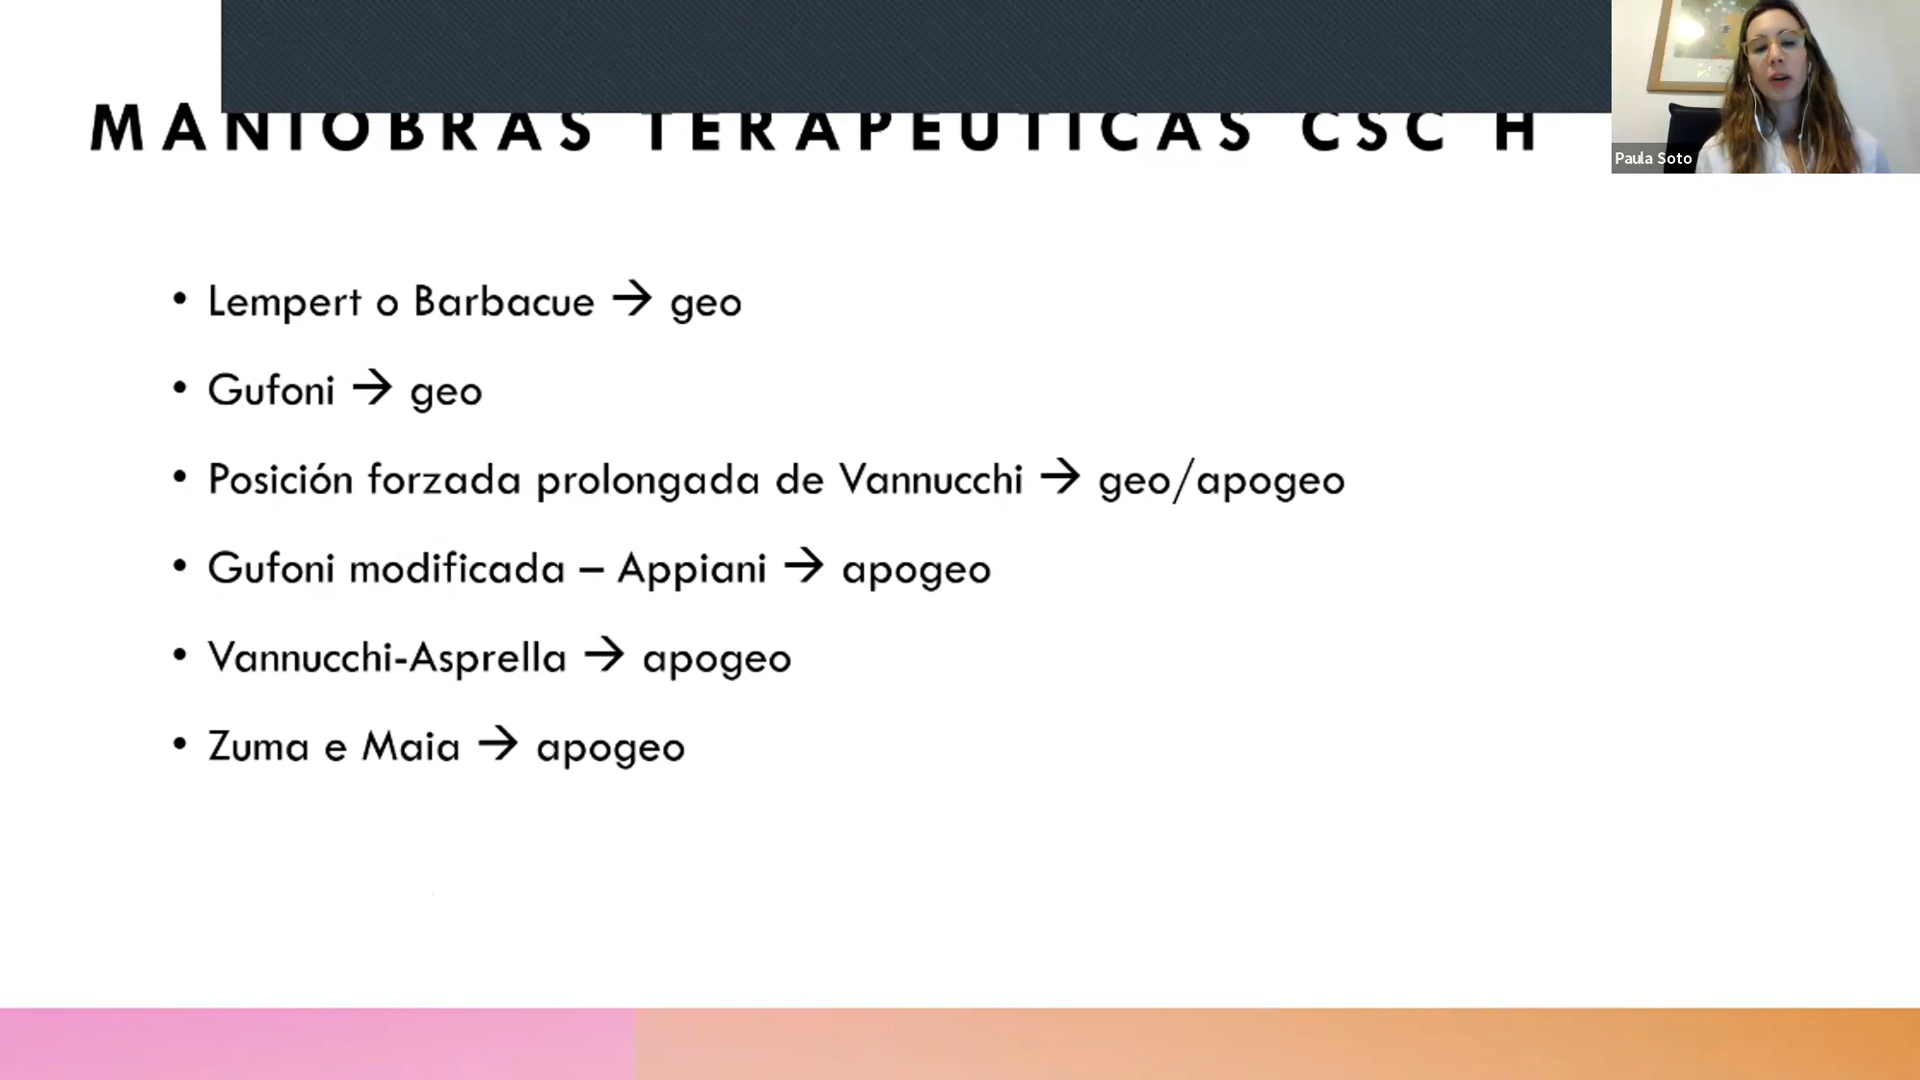 MANIOBRAS TERAPEUTICAS CSC H
Paula Soto
• Lempert o Barbacue → geo
• Gufoni → geo
• Posición forzada prolongada de Vannucchi → geo/apogeo
• Gufoni modificada – Appiani → apogeo
• Vannucchi-Asprella → apogeo
• Zuma e Maia → apogeo